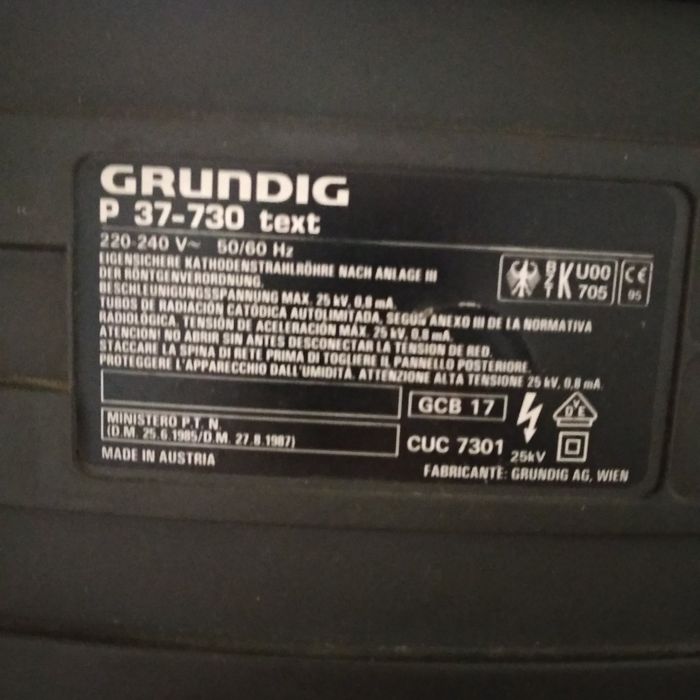 GRUNDIG
P 37-730 text
220-240 V~ 50/60 Hz
EIGENSICHERE KATHODENSTRAHLRÖHRE NACH ANLAGE III
DER RÖNTGENVERORDNUNG.
BESCHLEUNIGUNGSSPANNUNG MAX. 25 kV, 0,8 mA
TUBOS DE RADIACIÓN CATÓDICA AUTOLIMITADA, SEGUN ANEXO III DE LA NORMATIVA
RADIOLÓGICA, TENSIÓN DE ACELERACIÓN MÁX. 25 kV, 0,8 mA.
ATENCION! NO ABRIR SIN ANTES DESCONECTAR LA TENSION DE RED.
STACCARE LA SPINA DI RETE PRIMA DI TOGLIERE IL PANNELLO POSTERIORE.
PROTEGGERE L'APPARECCHIO DALL'UMIDITÀ. ATTENZIONE ALTA TENSIONE 25 kV, 0,8 mA
BZT K U00 705
CE 95
GCB 17
MINISTERO P.T. N.
(D.M. 25.6.1985/D.M. 27.8.1987)
CUC 7301
25kV
VDE
MADE IN AUSTRIA
FABRICANTE: GRUNDIG AG, WIEN